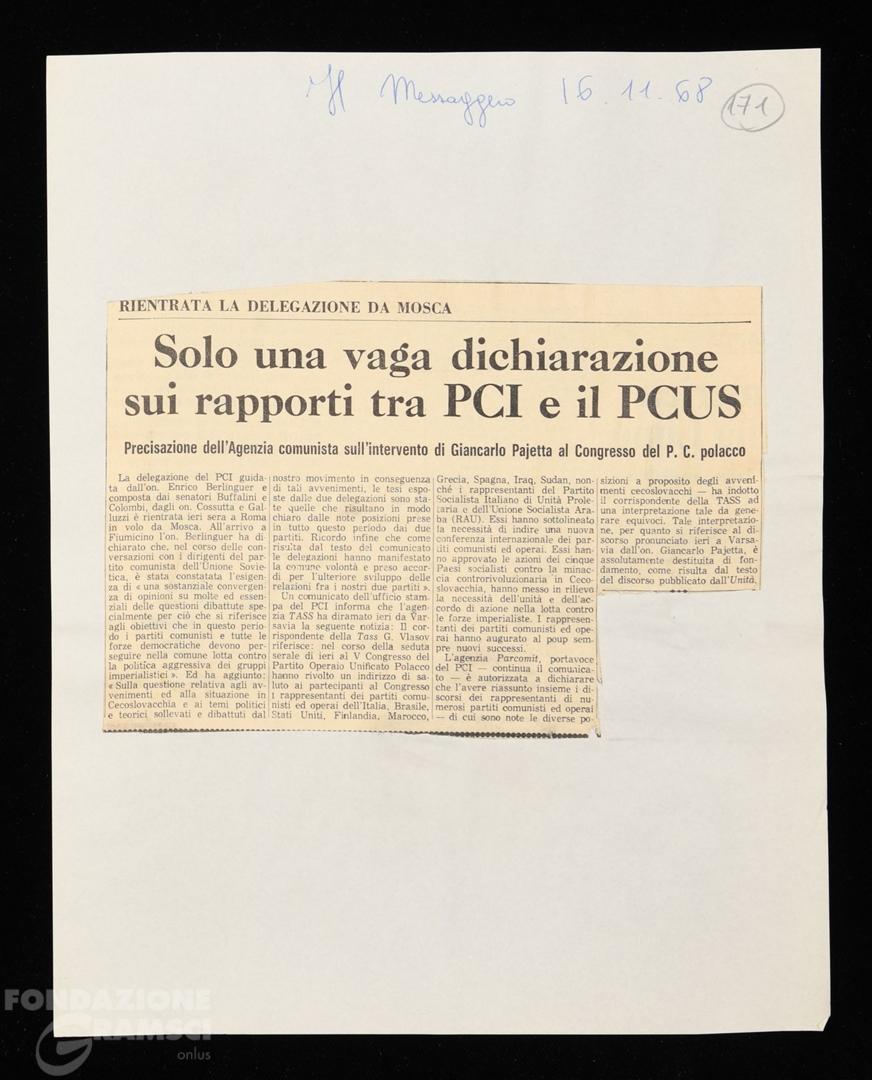 Il Messaggero 16.11.68
171
RIENTRATA LA DELEGAZIONE DA MOSCA
Solo una vaga dichiarazione
sui rapporti tra PCI e il PCUS
Precisazione dell'Agenzia comunista sull'intervento di Giancarlo Pajetta al Congresso del P. C. polacco
La delegazione del PCI guida-
ta dall'on. Enrico Berlinguer e
composta dai senatori Buffalini e
Colombi, dagli on. Cossutta e Gal-
luzzi è rientrata ieri sera a Roma
in volo da Mosca. All'arrivo a
Fiumicino l'on. Berlinguer ha di-
chiarato che, nel corso delle con-
versazioni con i dirigenti del par-
tito comunista dell'Unione Sovie-
tica, è stata constatata l'esigen-
za di « una sostanziale convergen-
za di opinioni su molte ed essen-
ziali delle questioni dibattute spe-
cialmente per ciò che si riferisce
agli obiettivi che in questo perio-
do i partiti comunisti e tutte le
forze democratiche devono per-
seguire nella comune lotta contro
la politica aggressiva dei gruppi
imperialistici ». Ed ha aggiunto:
« Sulla questione relativa agli av-
venimenti ed alla situazione in
Cecoslovacchia e ai temi politici
e teorici sollevati e dibattuti dal
nostro movimento in conseguenza
di tali avvenimenti, le tesi espo-
ste dalle due delegazioni sono sta-
te quelle che risultano in modo
chiaro dalle note posizioni prese
in tutto questo periodo dai due
partiti. Ricordo infine che come
risulta dal testo del comunicato
le delegazioni hanno manifestato
la comune volontà e preso accor-
di per l'ulteriore sviluppo delle
relazioni fra i nostri due partiti ».
Un comunicato dell'ufficio stam-
pa del PCI informa che l'agen-
zia TASS ha diramato ieri da Var-
savia la seguente notizia: Il cor-
rispondente della Tass G. Vlasov
riferisce: nel corso della seduta
serale di ieri al V Congresso del
Partito Operaio Unificato Polacco
hanno rivolto un indirizzo di sa-
luto ai partecipanti al Congresso
i rappresentanti dei partiti comu-
nisti ed operai dell'Italia, Brasile,
Stati Uniti, Finlandia, Marocco,
Grecia, Spagna, Iraq, Sudan, non-
ché i rappresentanti del Partito
Socialista Italiano di Unità Prole-
taria e dell'Unione Socialista Ara-
ba (RAU). Essi hanno sottolineato
la necessità di indire una nuova
conferenza internazionale dei par-
titi comunisti ed operai. Essi han-
no approvato le azioni dei cinque
Paesi socialisti contro la minac-
cia controrivoluzionaria in Ceco-
slovacchia, hanno messo in rilievo
la necessità dell'unità e dell'ac-
cordo di azione nella lotta contro
le forze imperialiste. I rappresen-
tanti dei partiti comunisti ed ope-
rai hanno augurato al poup sem-
pre nuovi successi.
L'agenzia Parcomit, portavoce
del PCI — continua il comunica-
to — è autorizzata a dichiarare
che l'avere riassunto insieme i di-
scorsi dei rappresentanti di nu-
merosi partiti comunisti ed operai
— di cui sono note le diverse po-
sizioni a proposito degli avveni-
menti cecoslovacchi — ha indotto
il corrispondente della TASS ad
una interpretazione tale da gene-
rare equivoci. Tale interpretazio-
ne, per quanto si riferisce al di-
scorso pronunciato ieri a Varsa-
via dall'on. Giancarlo Pajetta, è
assolutamente destituita di fon-
damento, come risulta dal testo
del discorso pubblicato dall'Unità.
FONDAZIONE
GRAMSCI
onlus